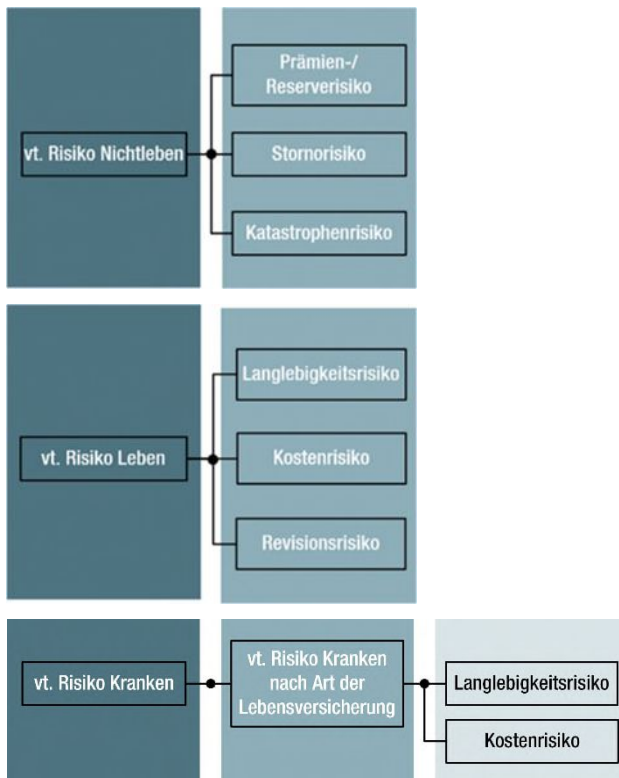 Prämien-/
Reserverisiko
vt. Risiko Nichtleben
Stornorisiko
Katastrophenrisiko
Langlebigkeitsrisiko
vt. Risiko Leben
Kostenrisiko
Revisionsrisiko
vt. Risiko Kranken
vt. Risiko Kranken
nach Art der
Lebensversicherung
Langlebigkeitsrisiko
Kostenrisiko